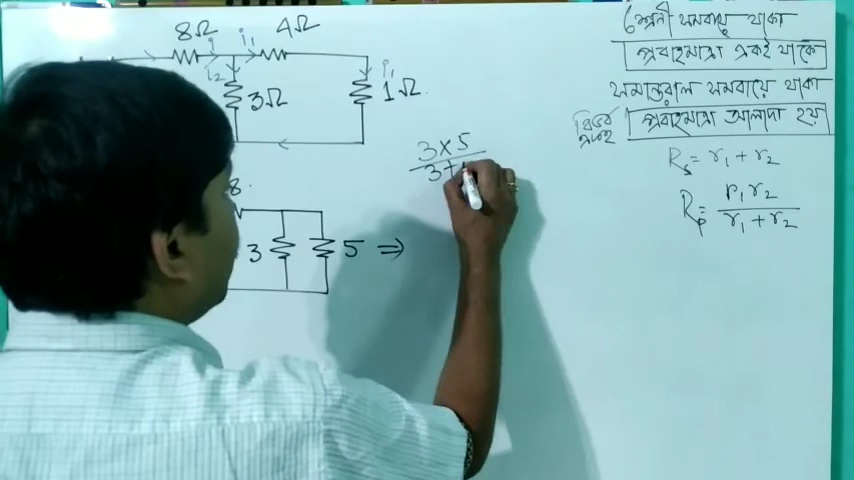 8Ω 4Ω
i i₁
i₂ 3Ω i₁ 1Ω
8
3 5 ⇒
3 × 5
3 +
শ্রেনী সমবায়ে থাকা
প্রবাহমাত্রা একই থাকে
সমান্তরাল সমবায়ে থাকা
প্রবাহমাত্রা আলাদা হয়
Rₛ = r₁ + r₂
Rₚ = r₁r₂
r₁ + r₂